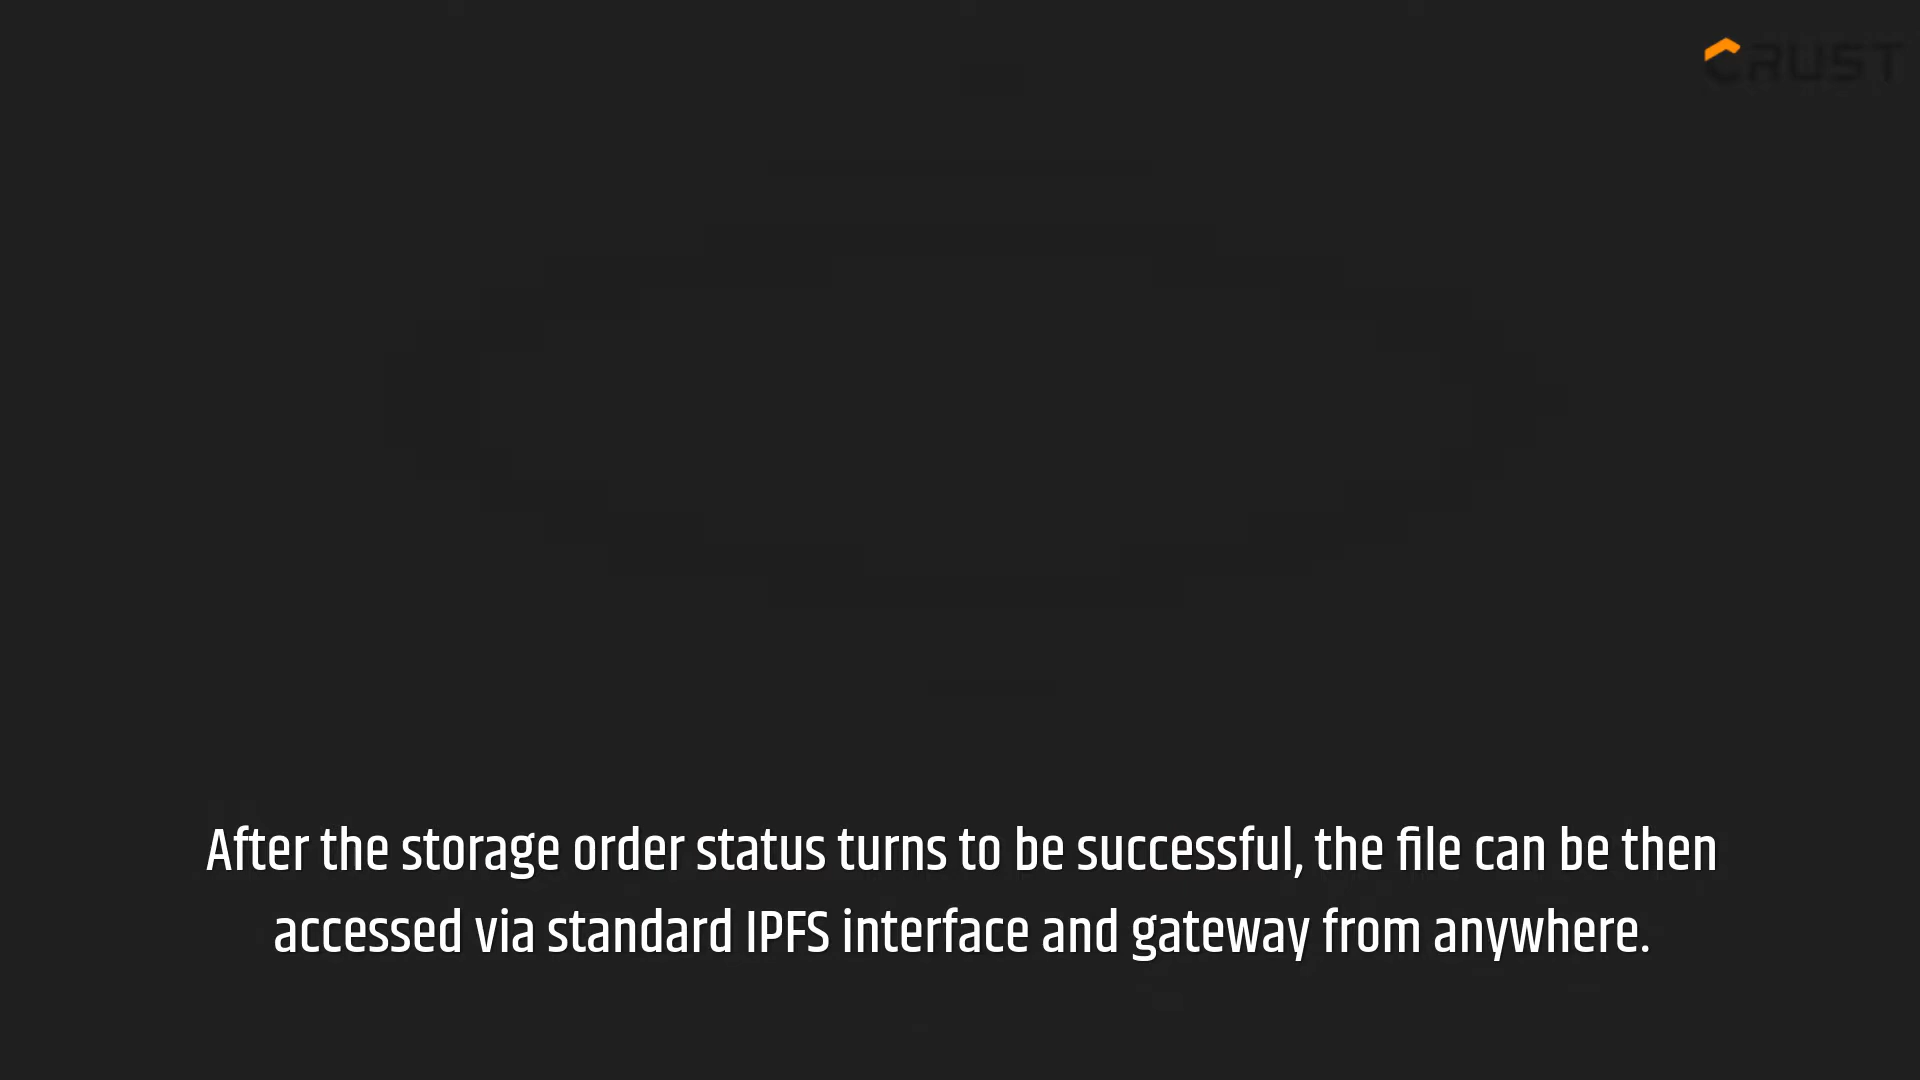 CRUST
After the storage order status turns to be successful, the file can be then
accessed via standard IPFS interface and gateway from anywhere.